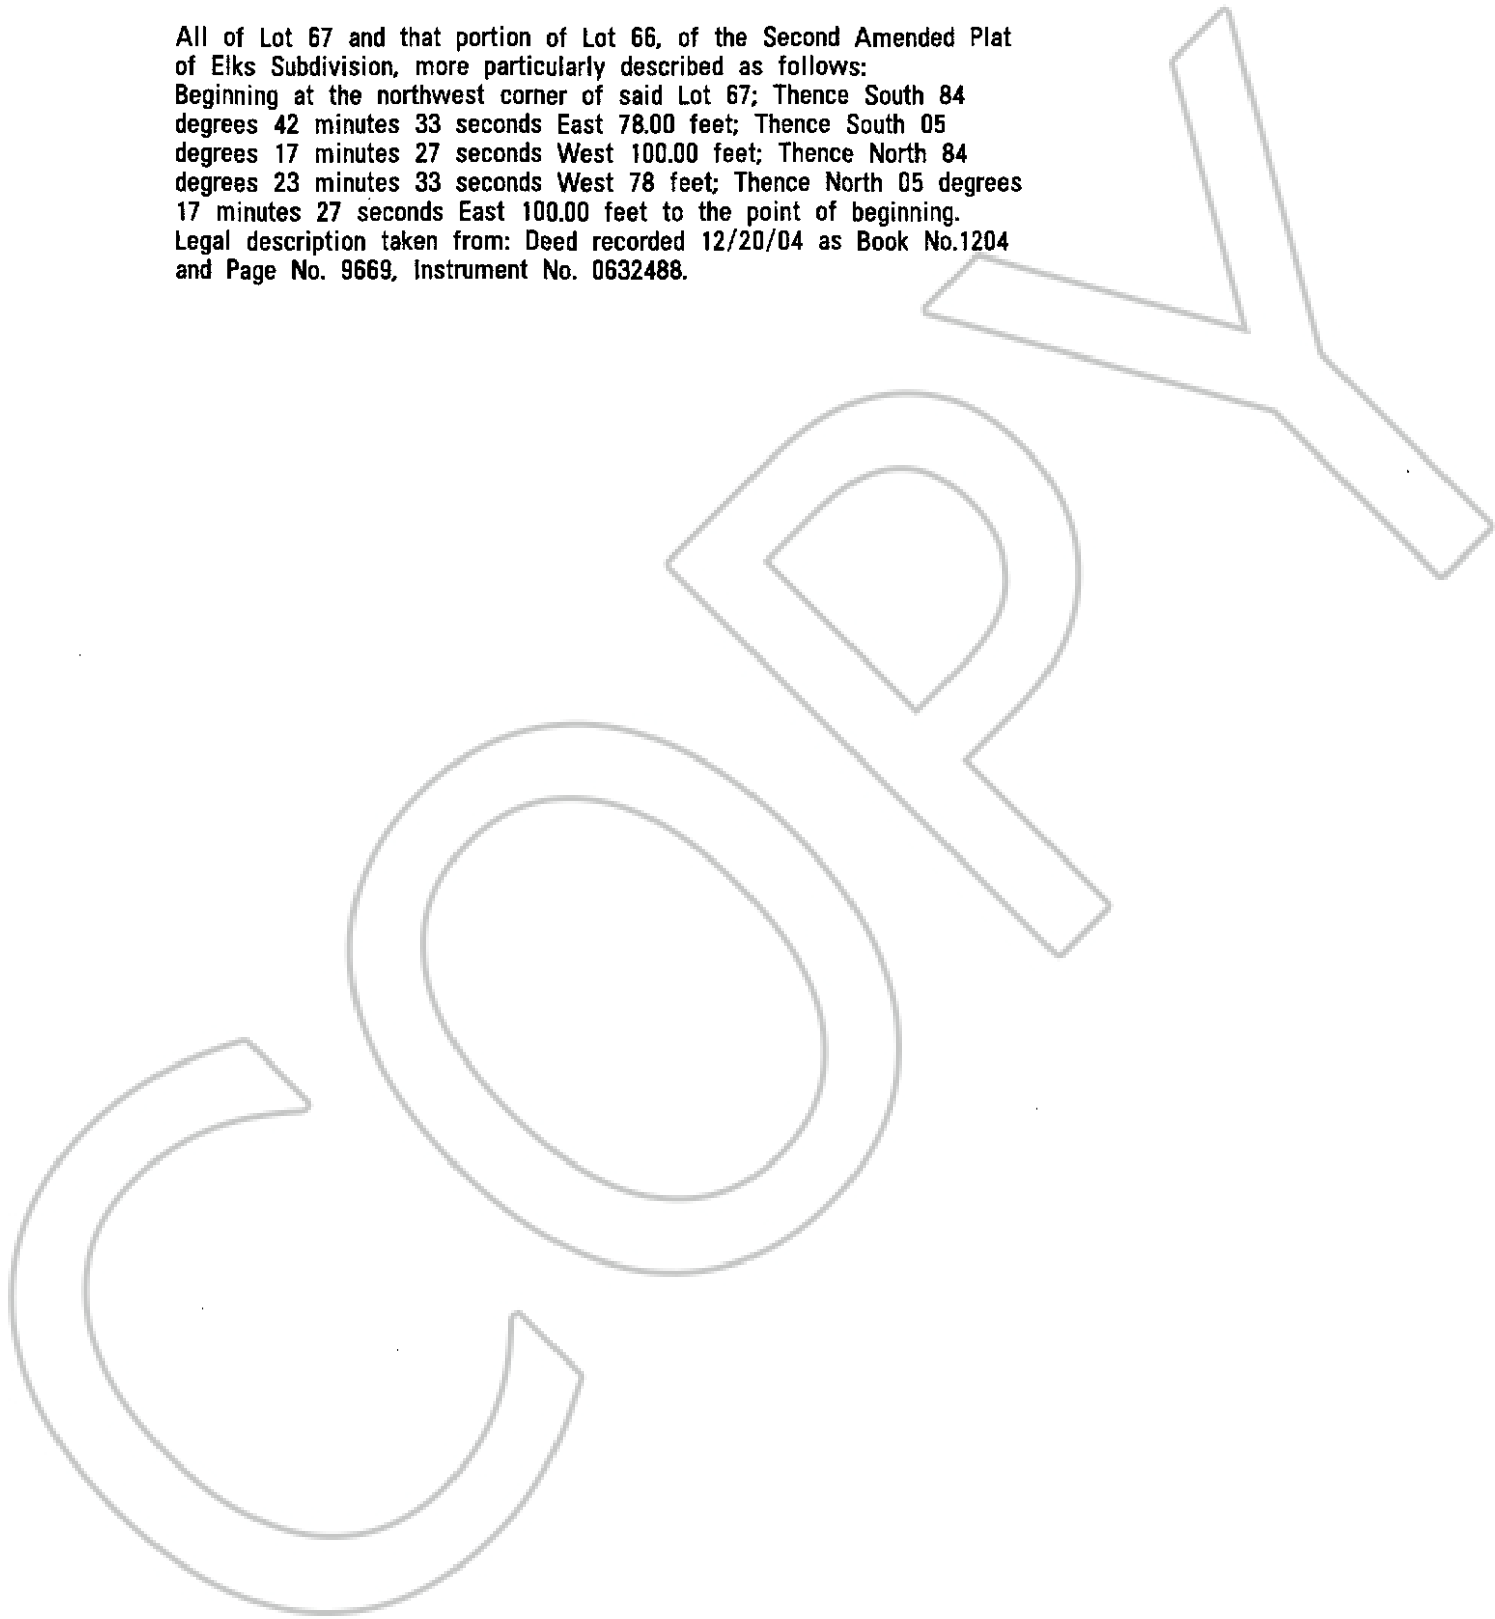 All of Lot 67 and that portion of Lot 66, of the Second Amended Plat
of Elks Subdivision, more particularly described as follows:
Beginning at the northwest corner of said Lot 67; Thence South 84
degrees 42 minutes 33 seconds East 78.00 feet; Thence South 05
degrees 17 minutes 27 seconds West 100.00 feet; Thence North 84
degrees 23 minutes 33 seconds West 78 feet; Thence North 05 degrees
17 minutes 27 seconds East 100.00 feet to the point of beginning.
Legal description taken from: Deed recorded 12/20/04 as Book No.1204
and Page No. 9669, Instrument No. 0632488.
COPY